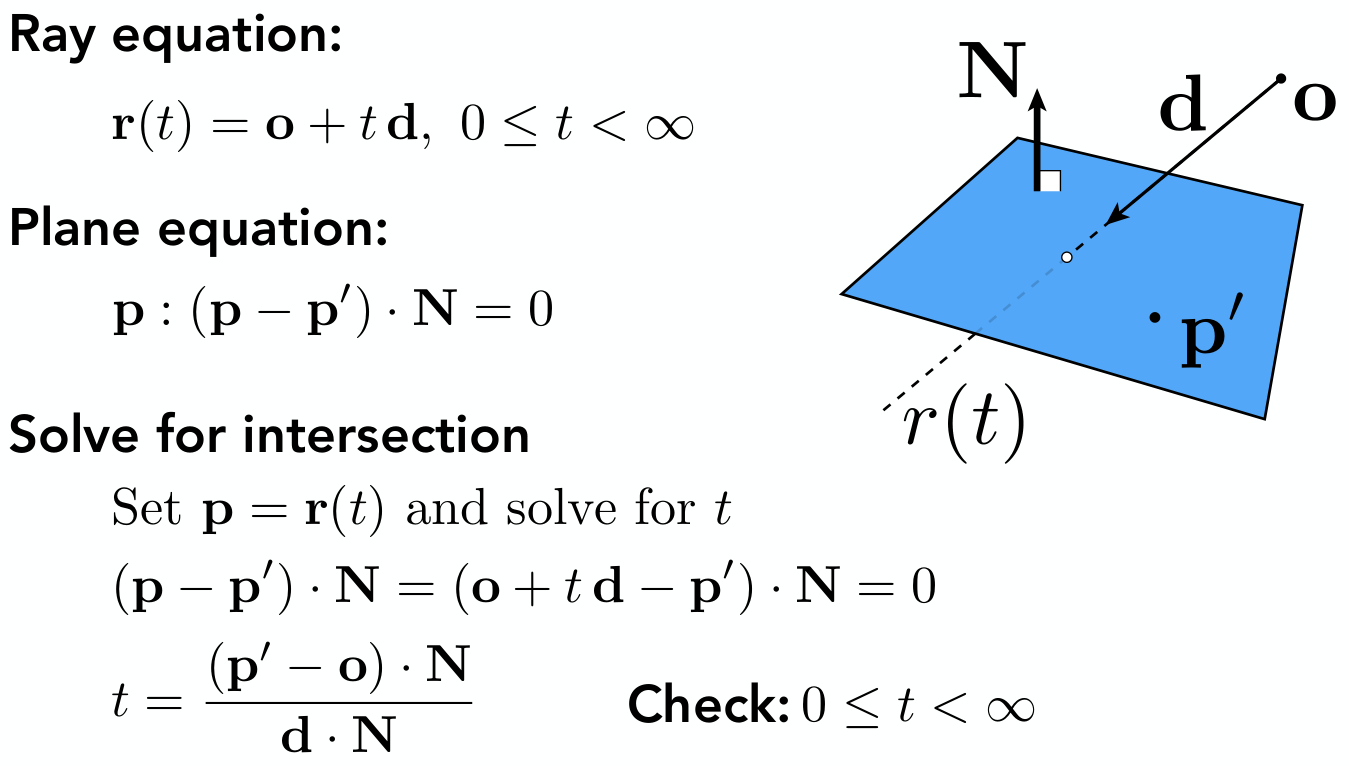 Ray equation:
r(t) = o + t d, 0 ≤ t < ∞
Plane equation:
p : (p − p′) · N = 0
Solve for intersection
Set p = r(t) and solve for t
(p − p′) · N = (o + t d − p′) · N = 0
t = (p′ − o) · N / d · N
Check: 0 ≤ t < ∞
N
d
o
p′
r(t)